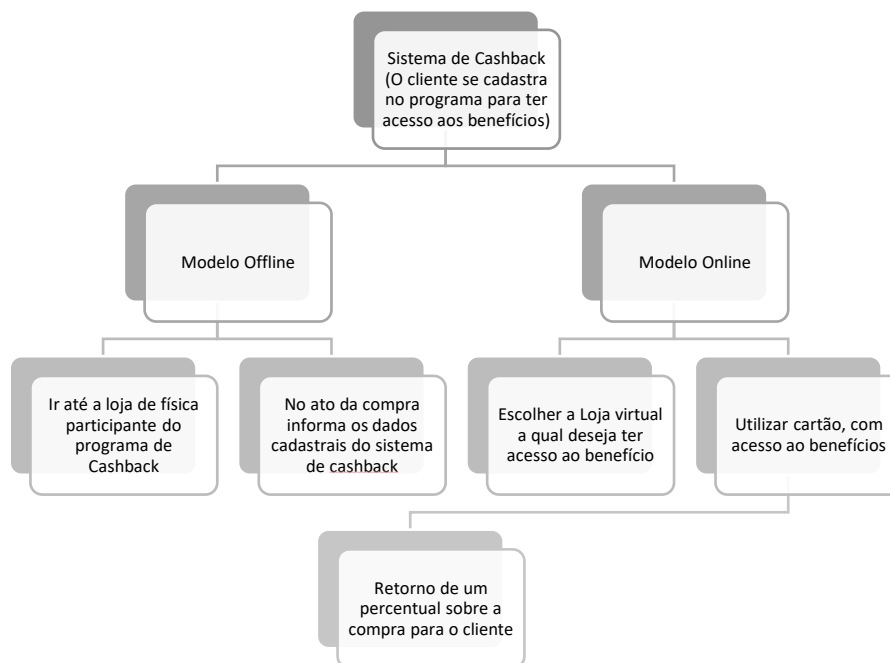 Sistema de Cashback
(O cliente se cadastra
no programa para ter
acesso aos benefícios)
Modelo Offline
Modelo Online
Ir até a loja de física
participante do
programa de
Cashback
No ato da compra
informa os dados
cadastrais do sistema
de cashback
Escolher a Loja virtual
a qual deseja ter
acesso ao benefício
Utilizar cartão, com
acesso ao benefícios
Retorno de um
percentual sobre a
compra para o cliente